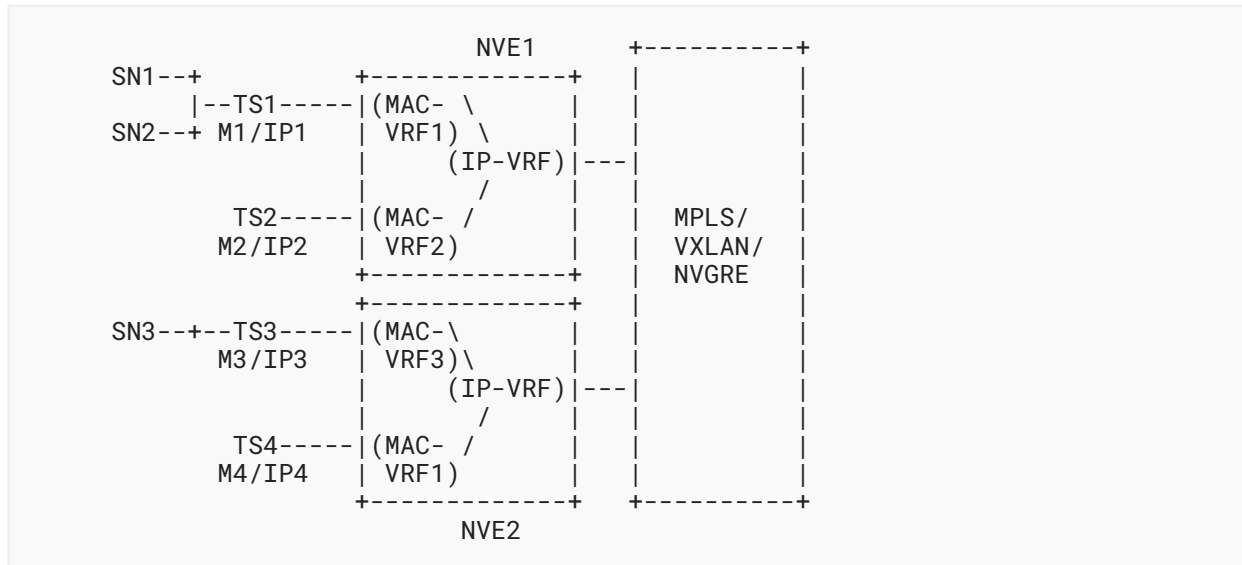 NVE1         +----------+
SN1--+          +-------------+      |          |
     |--TS1-----|(MAC- \      |      |          |
SN2--+ M1/IP1   | VRF1) \     |      |          |
                |     (IP-VRF)|---|          |
                |       /     |      |          |
        TS2-----|(MAC- /      |      |  MPLS/   |
       M2/IP2   | VRF2)       |      |  VXLAN/  |
                +-------------+      |  NVGRE   |
                +-------------+      |          |
SN3--+--TS3-----|(MAC-\       |      |          |
       M3/IP3   | VRF3)\      |      |          |
                |     (IP-VRF)|---|          |
                |       /     |      |          |
        TS4-----|(MAC- /      |      |          |
       M4/IP4   | VRF1)       |      |          |
                +-------------+      +----------+
                       NVE2